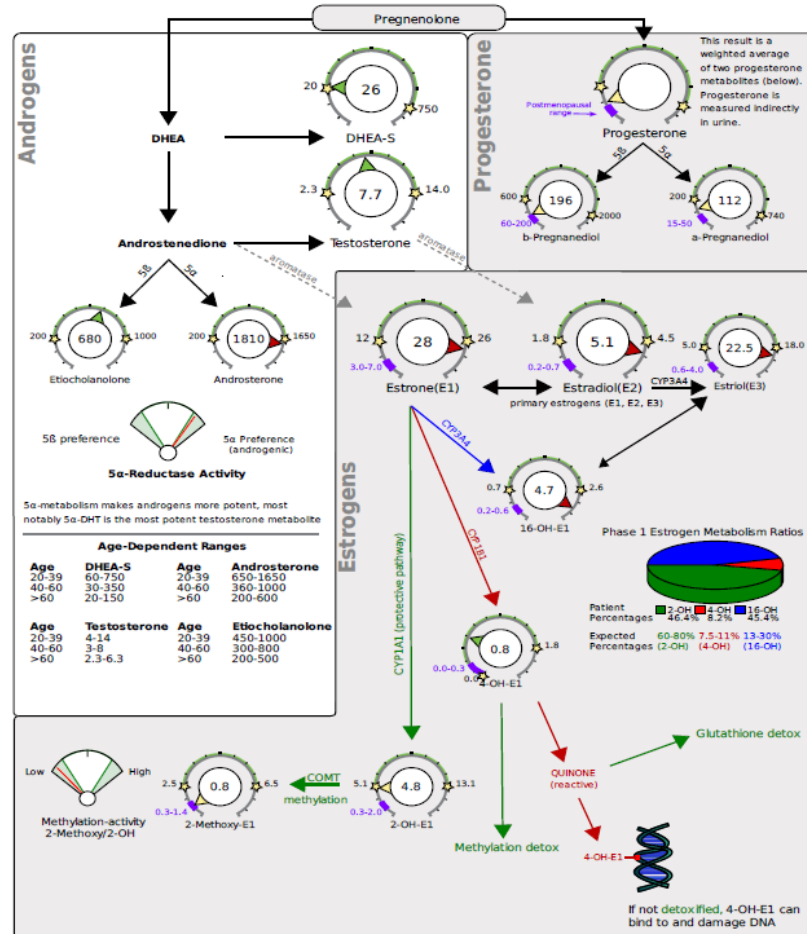 Pregnenolone
Androgens
Progesterone
Estrogens
This result is a
weighted average
of two progesterone
metabolites (below).
Progesterone is
measured indirectly
in urine.
20
26
750
DHEA
DHEA-S
Postmenopausal
range
Progesterone
5ß
5α
2.3
7.7
14.0
600
196
2000
60-200
b-Pregnanediol
200
112
740
15-50
a-Pregnanediol
Androstenedione
Testosterone
aromatase
aromatase
5ß
5α
200
680
1000
Etiocholanolone
200
1810
1650
Androsterone
12
28
26
3.0-7.0
Estrone(E1)
1.8
5.1
4.5
0.2-0.7
Estradiol(E2)
5.0
22.5
18.0
0.6-4.0
Estriol(E3)
CYP3A4
primary estrogens (E1, E2, E3)
5ß preference
5α Preference
(androgenic)
5α-Reductase Activity
CYP3A4
0.7
4.7
2.6
0.2-0.6
16-OH-E1
5α-metabolism makes androgens more potent, most
notably 5α-DHT is the most potent testosterone metabolite
Age-Dependent Ranges
Age DHEA-S Age Androsterone
20-39 60-750 20-39 650-1650
40-60 30-350 40-60 360-1000
>60 20-150 >60 200-600
Age Testosterone Age Etiocholanolone
20-39 4-14 20-39 450-1000
40-60 3-8 40-60 300-800
>60 2.3-6.3 >60 200-500
CYP1A1 (protective pathway)
CYP1B1
Phase 1 Estrogen Metabolism Ratios
Patient 2-OH 4-OH 16-OH
Percentages 46.4% 8.2% 45.4%
Expected 60-80% 7.5-11% 13-30%
Percentages (2-OH) (4-OH) (16-OH)
0.8
1.8
0.0-0.3
0.0
4-OH-E1
Glutathione detox
QUINONE
(reactive)
Low
High
Methylation-activity
2-Methoxy/2-OH
2.5
0.8
6.5
0.3-1.4
2-Methoxy-E1
COMT
methylation
5.1
4.8
13.1
0.3-2.0
2-OH-E1
Methylation detox
4-OH-E1
If not detoxified, 4-OH-E1 can
bind to and damage DNA